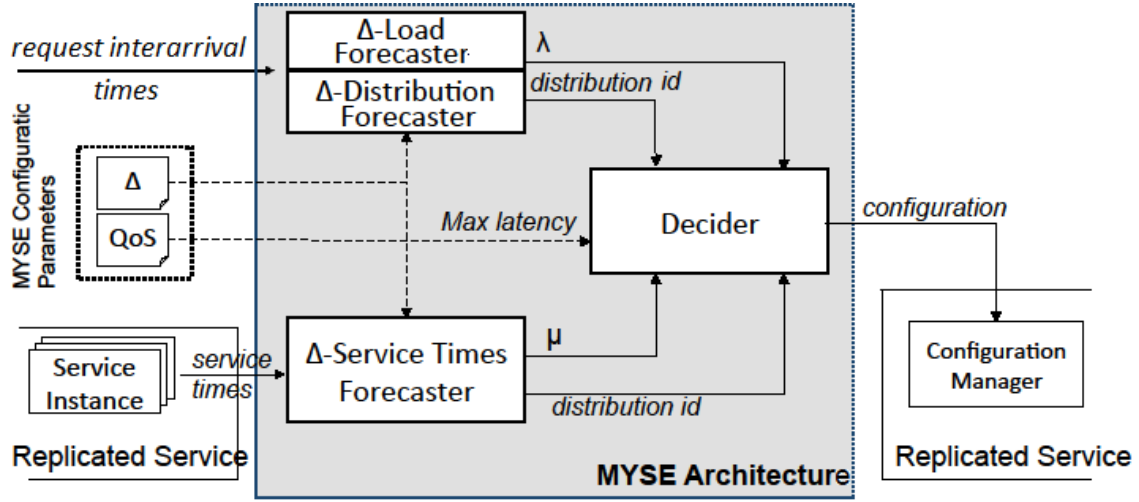 request interarrival
times
Δ-Load
Forecaster
Δ-Distribution
Forecaster
λ
distribution id
MYSE Configuratic
Parameters
Δ
QoS
Max latency
Decider
configuration
Service
Instance
service
times
Δ-Service Times
Forecaster
μ
distribution id
Configuration
Manager
Replicated Service
MYSE Architecture
Replicated Service